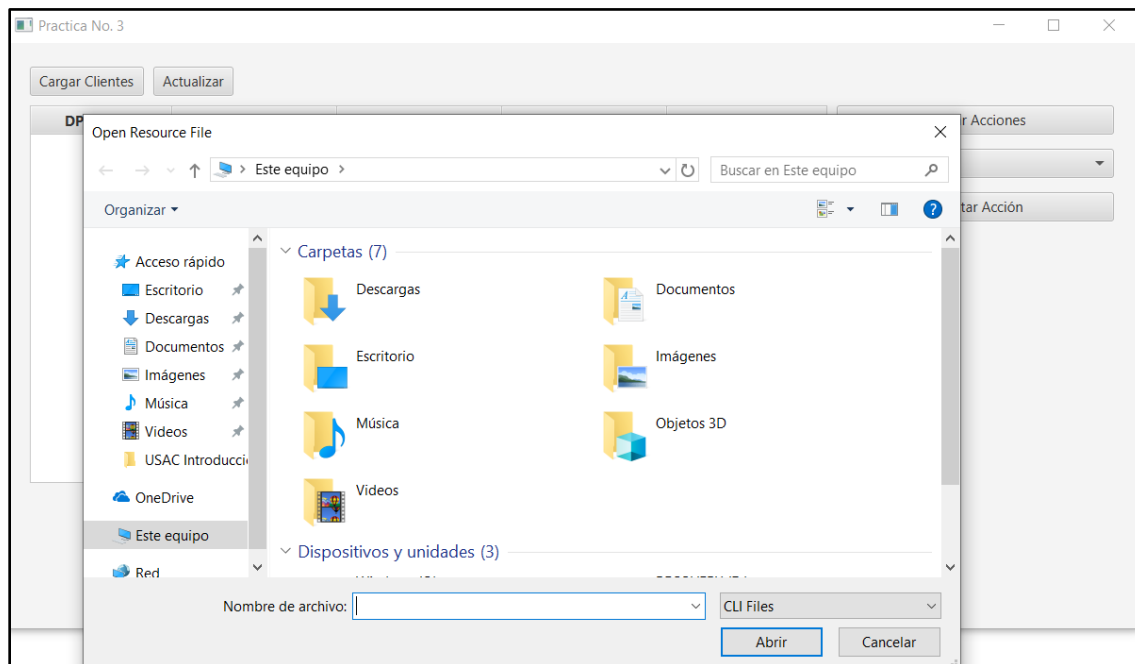 Practica No. 3
Cargar Clientes Actualizar
DP
r Acciones
Open Resource File
Este equipo
Buscar en Este equipo
Organizar
tar Acción
Acceso rápido
Escritorio
Descargas
Documentos
Imágenes
Música
Videos
USAC Introducci
OneDrive
Este equipo
Red
Carpetas (7)
Descargas
Documentos
Escritorio
Imágenes
Música
Objetos 3D
Videos
Dispositivos y unidades (3)
Nombre de archivo:
CLI Files
Abrir
Cancelar